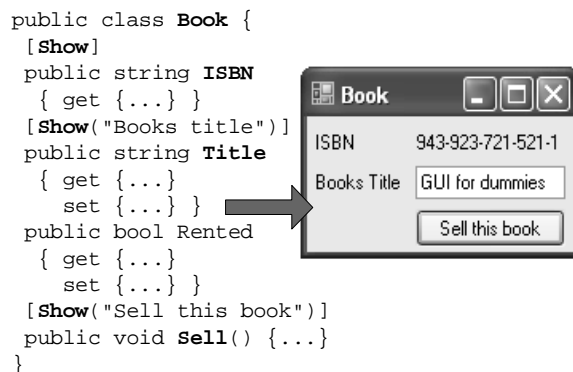 public class Book {
[Show]
public string ISBN
{ get {...} }
[Show("Books title")]
public string Title
{ get {...}
set {...} }
public bool Rented
{ get {...}
set {...} }
[Show("Sell this book")]
public void Sell() {...}
}
Book
ISBN 943-923-721-521-1
Books Title GUI for dummies
Sell this book